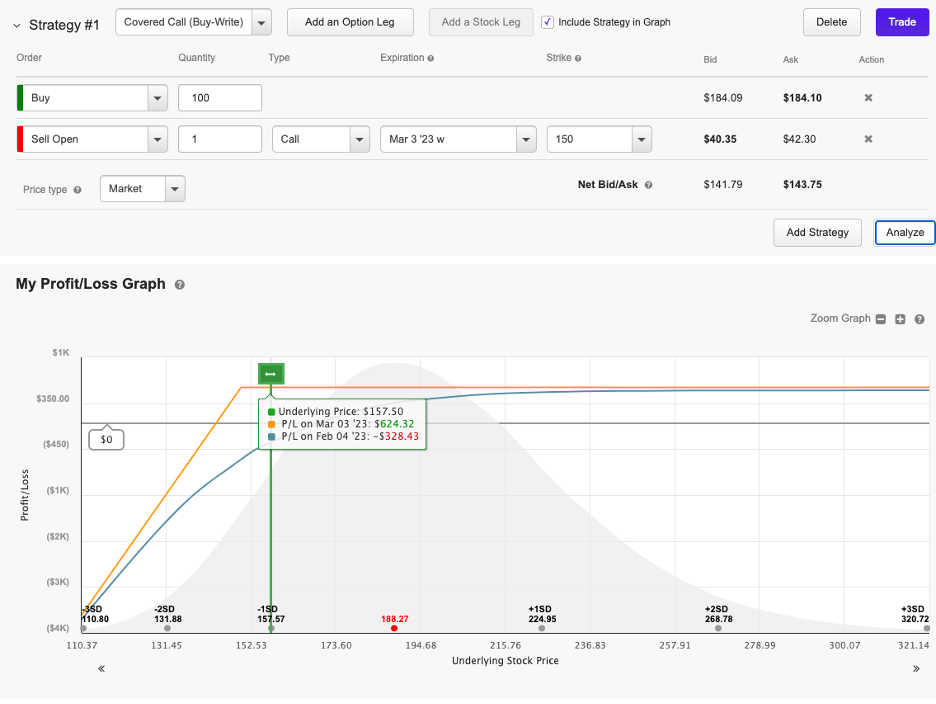 Strategy #1 Covered Call (Buy-Write) Add an Option Leg Add a Stock Leg Include Strategy in Graph Delete Trade
Order Quantity Type Expiration Strike Bid Ask Action
Buy 100 $184.09 $184.10
Sell Open 1 Call Mar 3 '23 w 150 $40.35 $42.30
Price type Market Net Bid/Ask $141.79 $143.75
Add Strategy Analyze
My Profit/Loss Graph
Zoom Graph
$1K
$350.00
Underlying Price: $157.50
P/L on Mar 03 '23: $624.32
P/L on Feb 04 '23: −$328.43
$0
($450)
($1K)
($2K)
($3K)
($4K)
Profit/Loss
-3SD -2SD -1SD +1SD +2SD +3SD
110.80 131.88 157.57 188.27 224.95 268.78 320.72
110.37 131.45 152.53 173.60 194.68 215.76 236.83 257.91 278.99 300.07 321.14
« Underlying Stock Price »